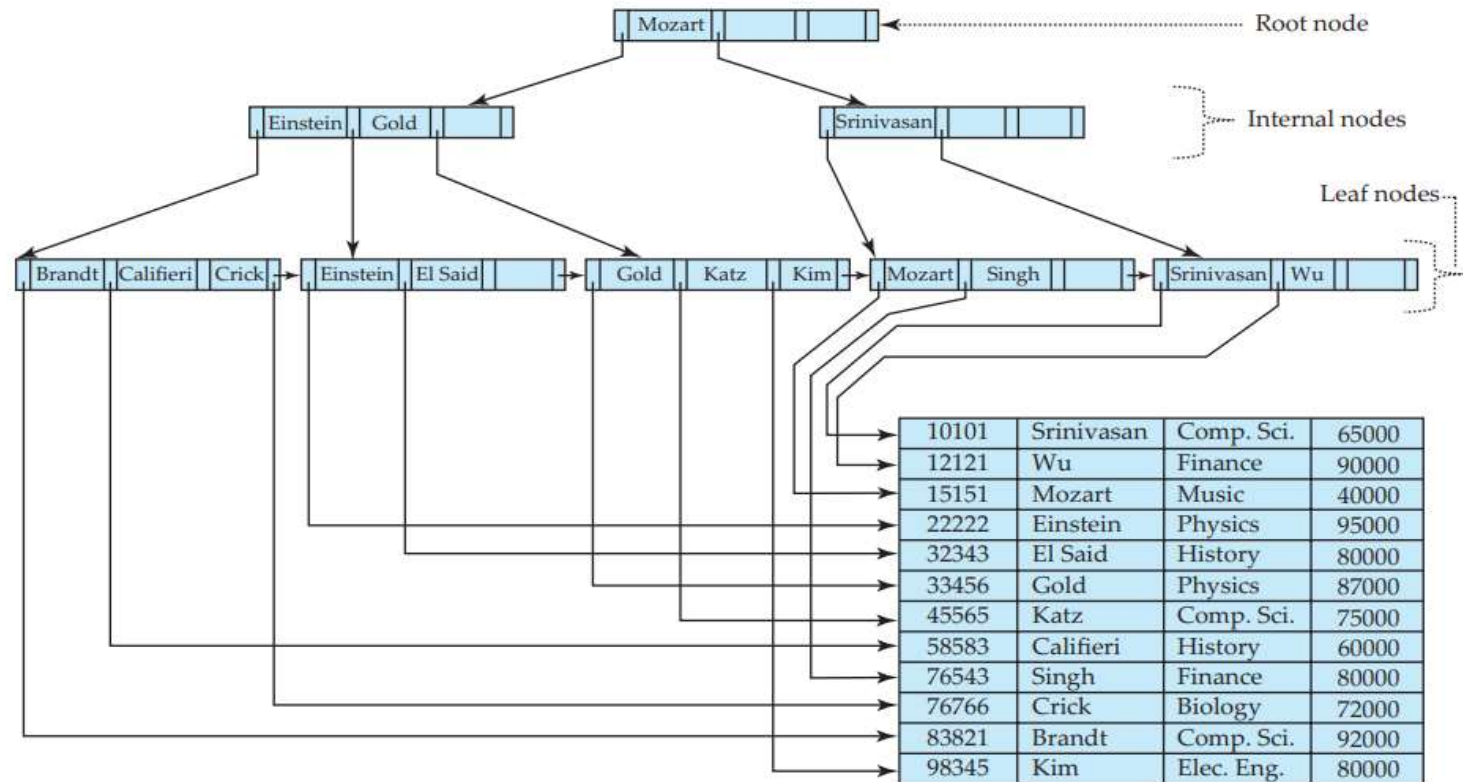 Mozart
Root node
Einstein Gold
Srinivasan
Internal nodes
Leaf nodes
Brandt Califieri Crick Einstein El Said Gold Katz Kim Mozart Singh Srinivasan Wu
10101 Srinivasan Comp. Sci. 65000
12121 Wu Finance 90000
15151 Mozart Music 40000
22222 Einstein Physics 95000
32343 El Said History 80000
33456 Gold Physics 87000
45565 Katz Comp. Sci. 75000
58583 Califieri History 60000
76543 Singh Finance 80000
76766 Crick Biology 72000
83821 Brandt Comp. Sci. 92000
98345 Kim Elec. Eng. 80000